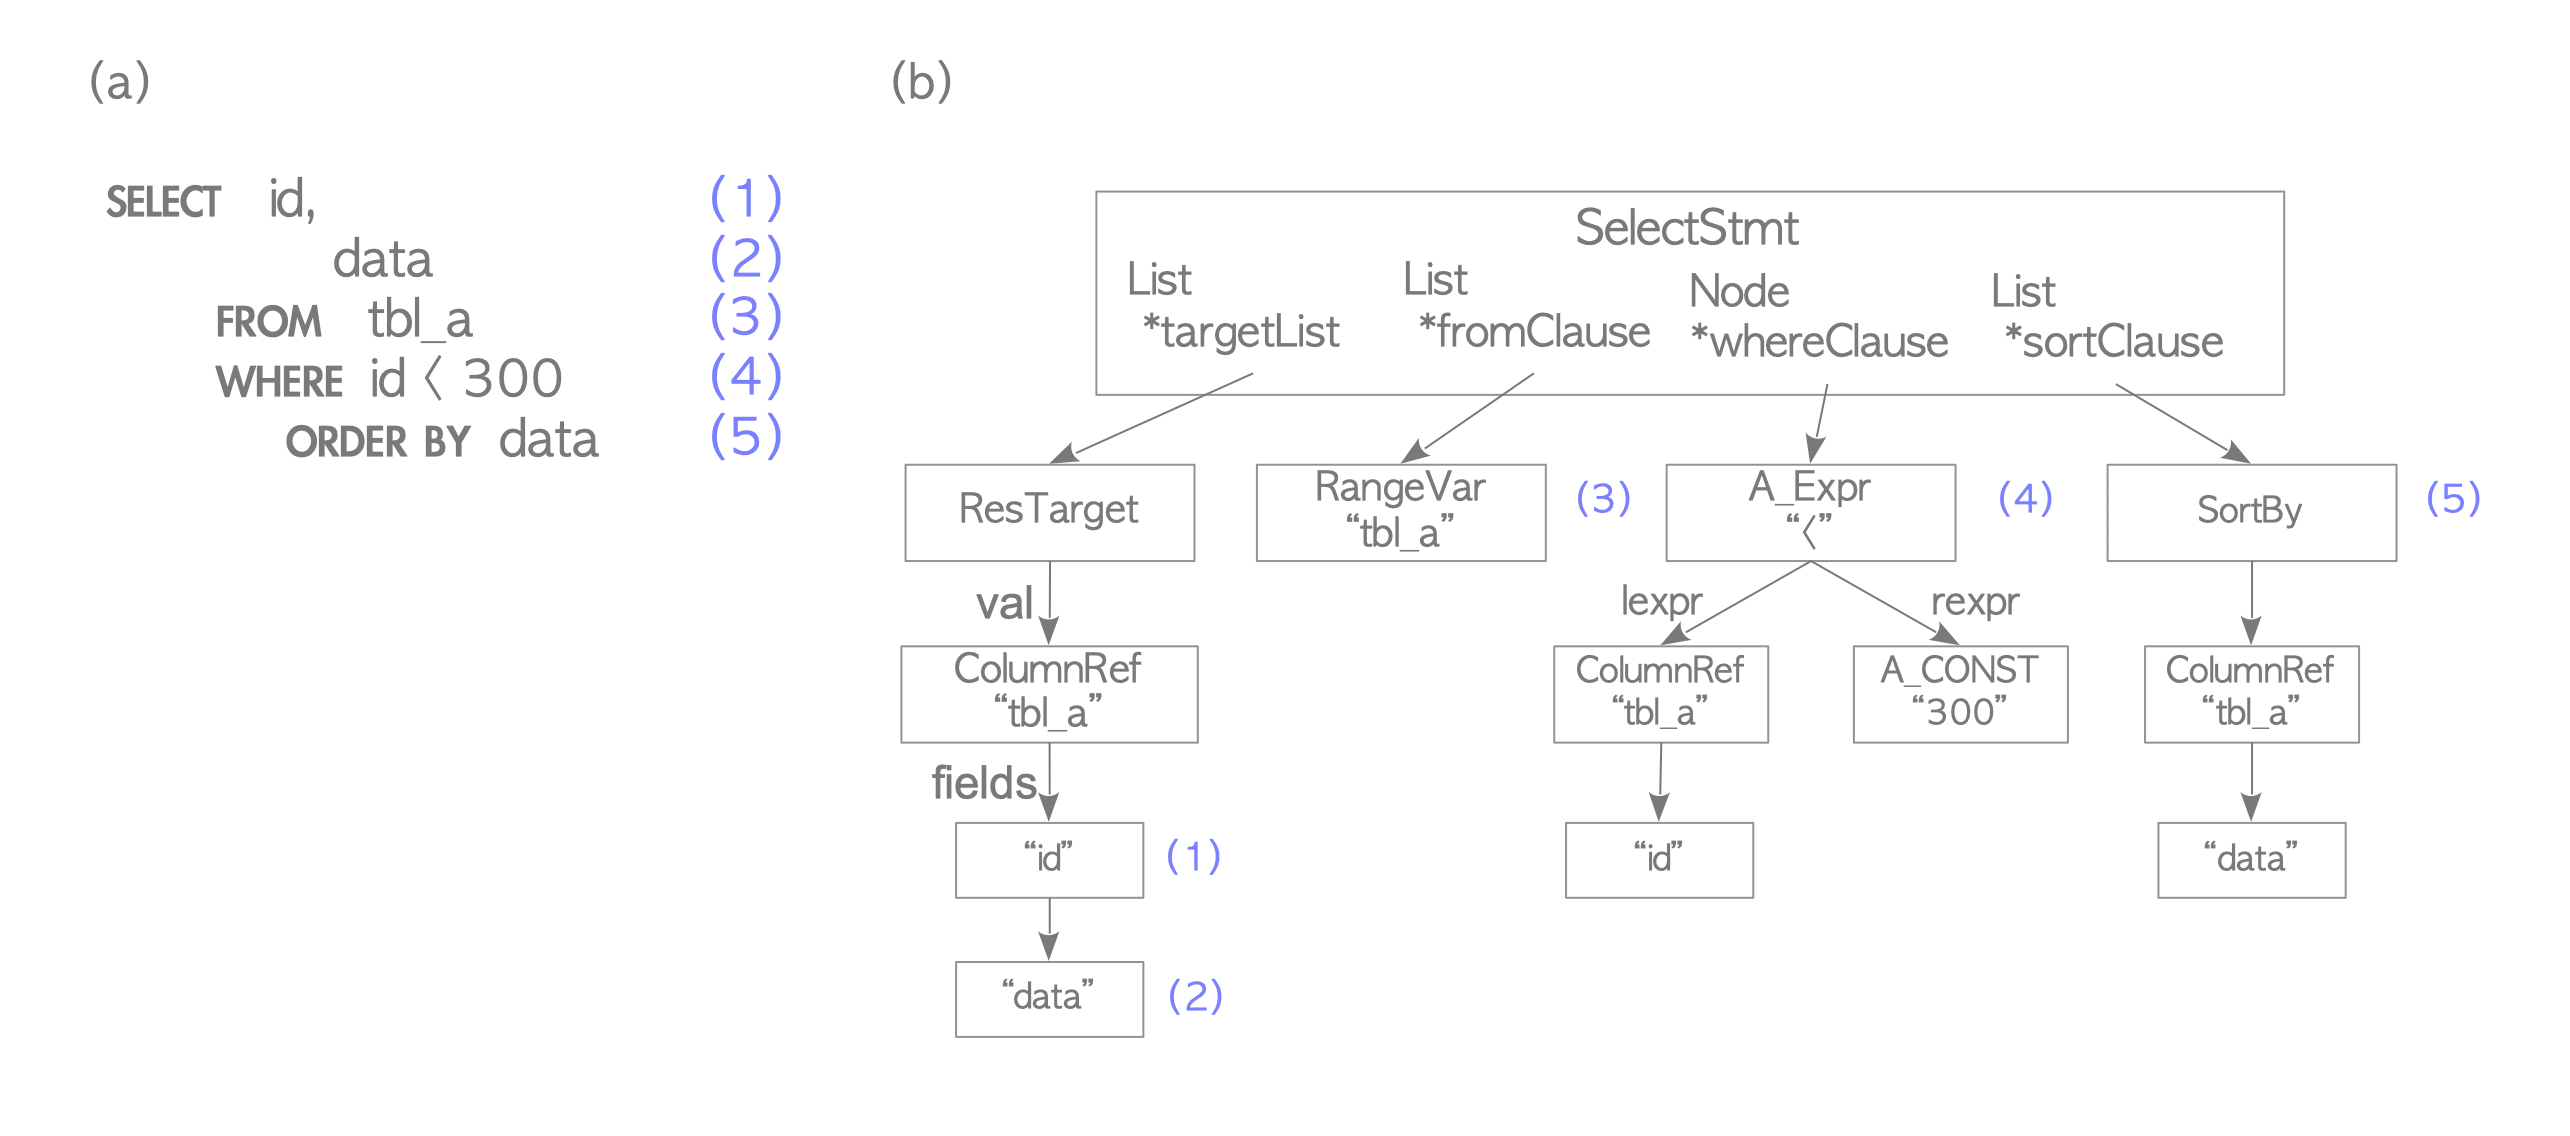 (a)
SELECT id, (1)
data (2)
FROM tbl_a (3)
WHERE id < 300 (4)
ORDER BY data (5)
(b)
SelectStmt
List
*targetList
List
*fromClause
Node
*whereClause
List
*sortClause
ResTarget
RangeVar
“tbl_a”
(3)
A_Expr
“<”
(4)
SortBy
(5)
val
lexpr
rexpr
ColumnRef
“tbl_a”
ColumnRef
“tbl_a”
A_CONST
“300”
ColumnRef
“tbl_a”
fields
“id”
(1)
“id”
“data”
“data”
(2)